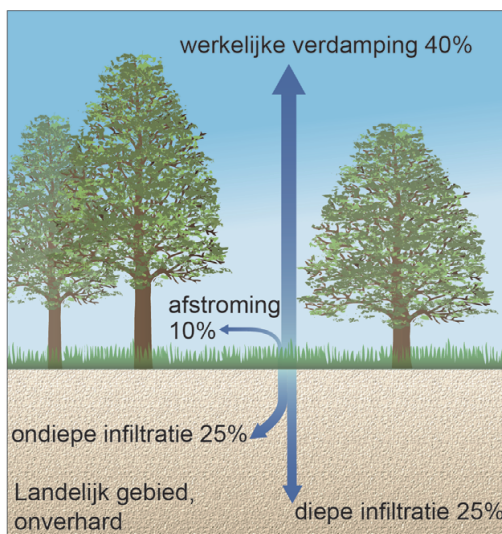 werkelijke verdamping 40%
afstroming
10%
ondiepe infiltratie 25%
diepe infiltratie 25%
Landelijk gebied,
onverhard